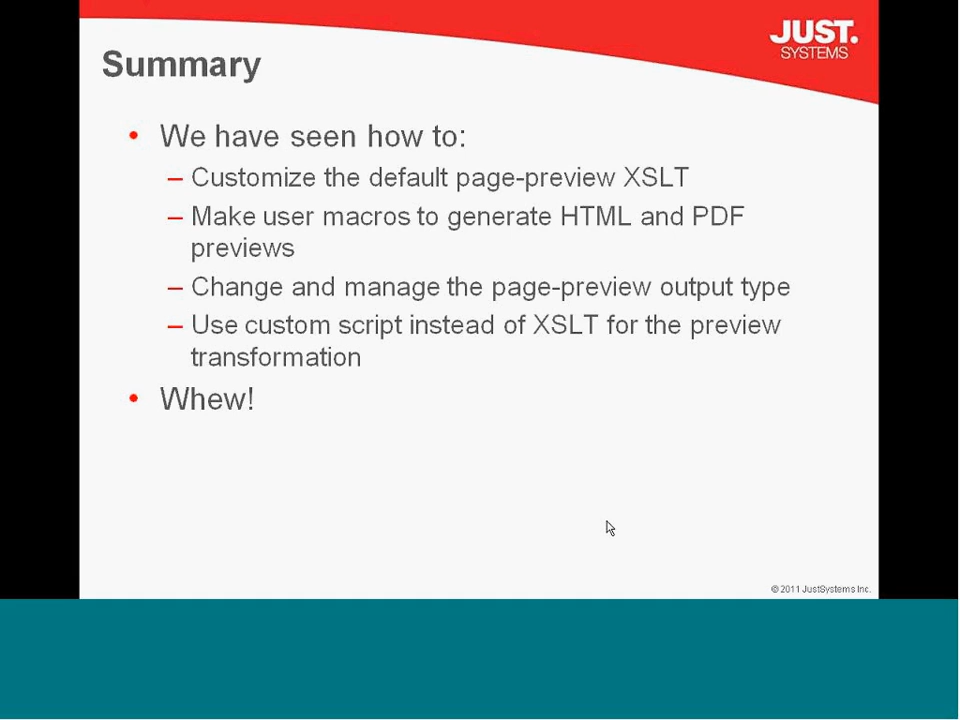 JUST.
SYSTEMS
Summary
• We have seen how to:
– Customize the default page-preview XSLT
– Make user macros to generate HTML and PDF
previews
– Change and manage the page-preview output type
– Use custom script instead of XSLT for the preview
transformation
• Whew!
© 2011 JustSystems Inc.